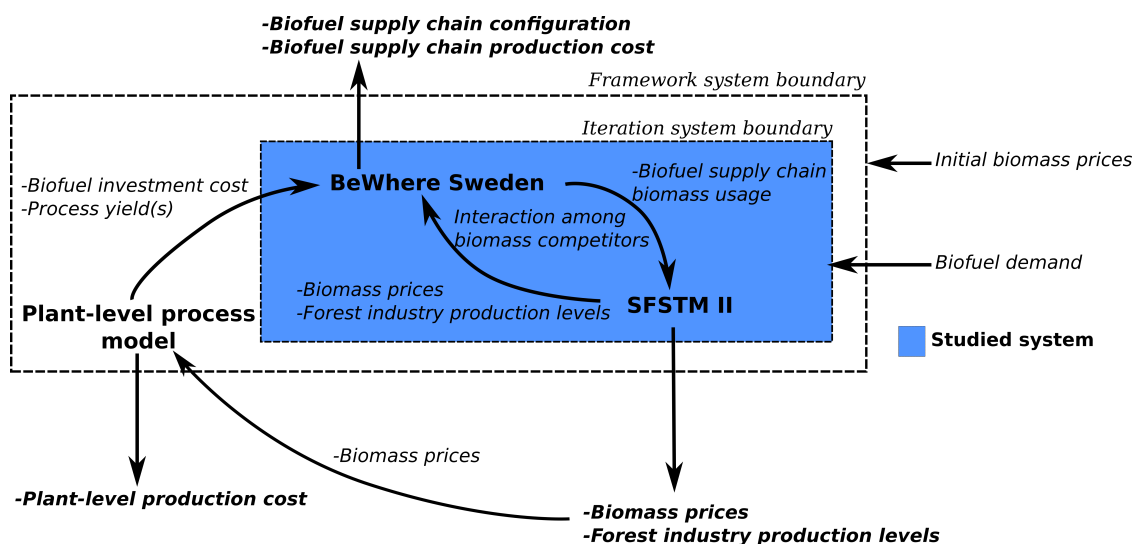 -Biofuel supply chain configuration
-Biofuel supply chain production cost
Framework system boundary
Iteration system boundary
Initial biomass prices
-Biofuel investment cost
-Process yield(s)
BeWhere Sweden
-Biofuel supply chain
biomass usage
Interaction among
biomass competitors
Biofuel demand
-Biomass prices
-Forest industry production levels
SFSTM II
Plant-level process
model
Studied system
-Biomass prices
-Plant-level production cost
-Biomass prices
-Forest industry production levels